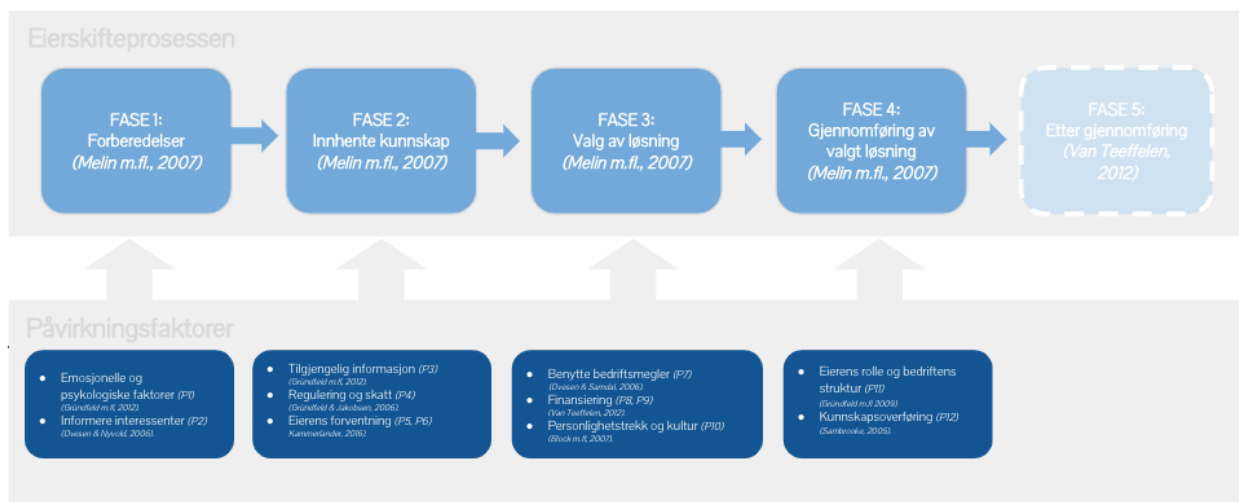 Eierskifteprosessen
FASE 1:
Forberedelser
(Melin m.fl., 2007)
FASE 2:
Innhente kunnskap
(Melin m.fl., 2007)
FASE 3:
Valg av løsning
(Melin m.fl., 2007)
FASE 4:
Gjennomføring av
valgt løsning
(Melin m.fl., 2007)
FASE 5:
Etter gjennomføring
(Van Teeffelen,
2012)
Påvirkningsfaktorer
• Emosjonelle og
psykologiske faktorer (P1)
(Gründfeld m.fl, 2012).
• Informere interessenter (P2)
(Ovesen & Nyvold, 2006).
• Tilgjengelig informasjon (P3)
(Gründfeld m.fl, 2012).
• Regulering og skatt (P4)
(Gründfeld & Jakobsen, 2006).
• Eierens forventning (P5, P6)
Kammerlander, 2016).
• Benytte bedriftsmegler (P7)
(Ovesen & Samdal, 2006).
• Finansiering (P8, P9)
(Van Teeffelen, 2012).
• Personlighetstrekk og kultur (P10)
(Block m.fl, 2007).
• Eierens rolle og bedriftens
struktur (P11)
(Gründfeld m.fl 2009)
• Kunnskapsoverføring (P12)
(Sambrooke, 2005).